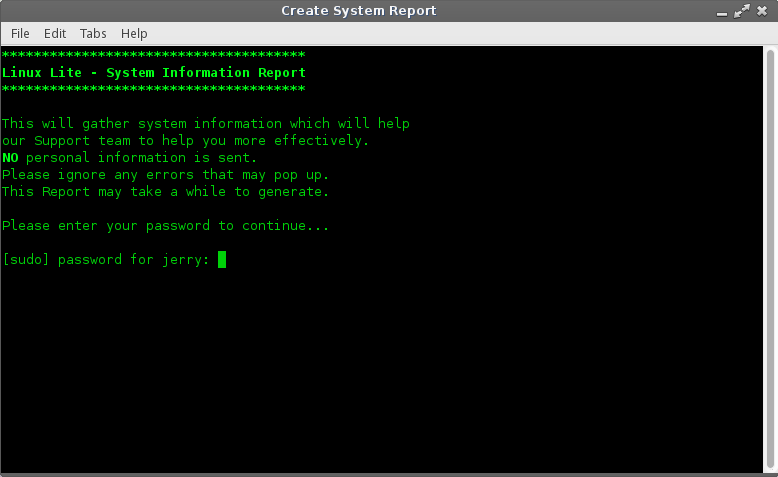 Create System Report
File Edit Tabs Help
**************************************
Linux Lite - System Information Report
**************************************
This will gather system information which will help
our Support team to help you more effectively.
NO personal information is sent.
Please ignore any errors that may pop up.
This Report may take a while to generate.
Please enter your password to continue...
[sudo] password for jerry: